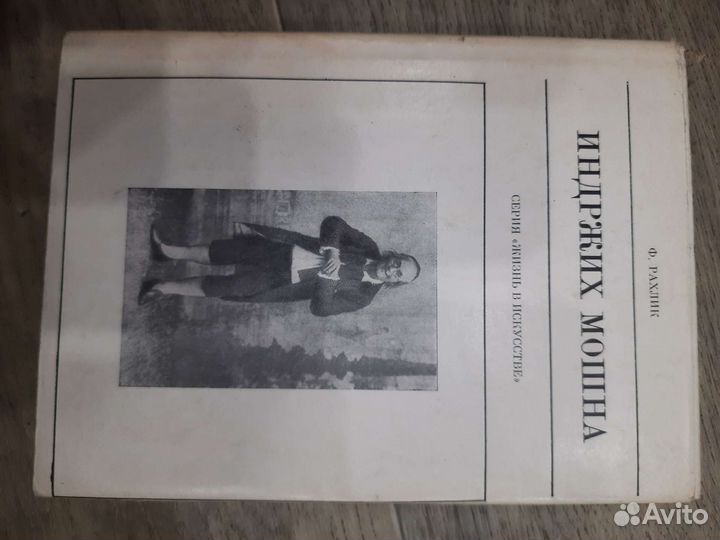 Ф. РАХЛИК
ИНДРЖИХ МОШНА
СЕРИЯ «ЖИЗНЬ В ИСКУССТВЕ»
Avito